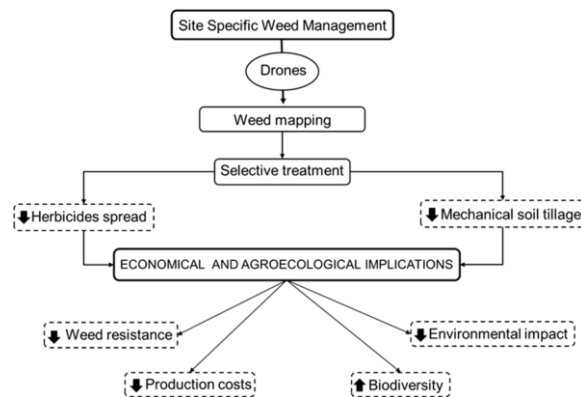 Site Specific Weed Management
Drones
Weed mapping
Selective treatment
Herbicides spread
Mechanical soil tillage
ECONOMICAL AND AGROECOLOGICAL IMPLICATIONS
Weed resistance
Environmental impact
Production costs
Biodiversity